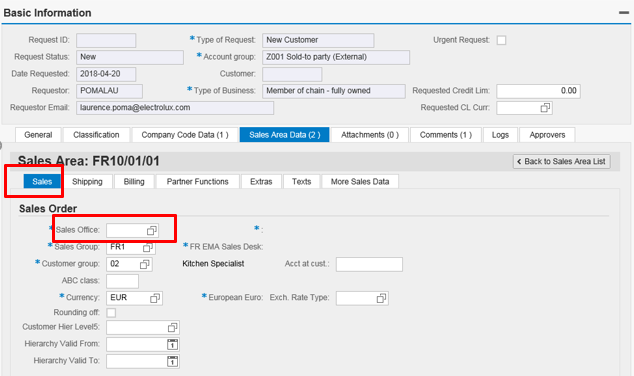 Basic Information
Request ID: * Type of Request: New Customer Urgent Request:
Request Status: New * Account group: Z001 Sold-to party (External)
Date Requested: 2018-04-20 Customer:
Requestor: POMALAU * Type of Business: Member of chain - fully owned Requested Credit Lim: 0.00
Requestor Email: laurence.poma@electrolux.com Requested CL Curr:
General Classification Company Code Data (1 ) Sales Area Data (2 ) Attachments (0 ) Comments (1 ) Logs Approvers
Sales Area: FR10/01/01 < Back to Sales Area List
Sales Shipping Billing Partner Functions Extras Texts More Sales Data
Sales Order
* Sales Office: * :
* Sales Group: FR1 * FR EMA Sales Desk:
* Customer group: 02 Kitchen Specialist Acct at cust.:
ABC class:
* Currency: EUR * European Euro: Exch. Rate Type:
Rounding off:
Customer Hier Level5:
Hierarchy Valid From: 1
Hierarchy Valid To: 1